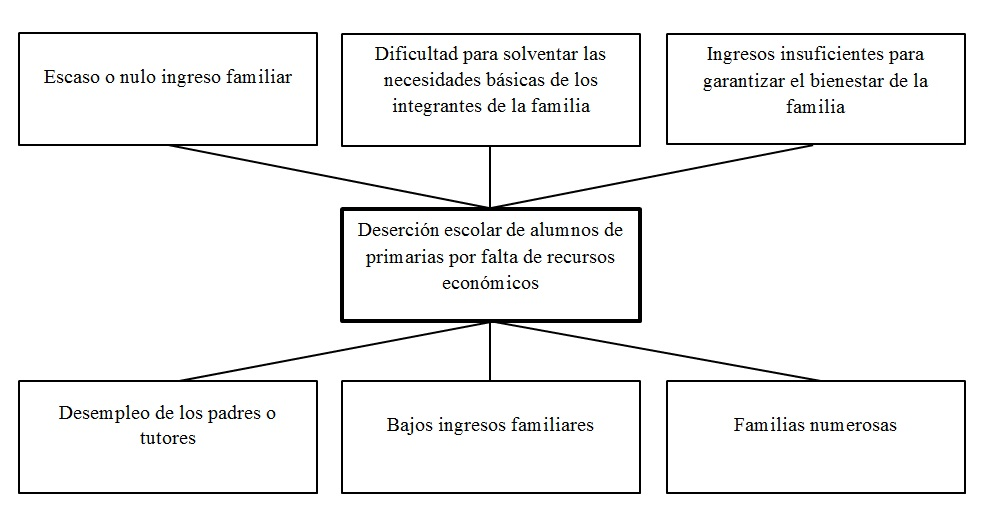 Escaso o nulo ingreso familiar
Dificultad para solventar las
necesidades básicas de los
integrantes de la familia
Ingresos insuficientes para
garantizar el bienestar de la
familia
Deserción escolar de alumnos de
primarias por falta de recursos
económicos
Desempleo de los padres o
tutores
Bajos ingresos familiares
Familias numerosas